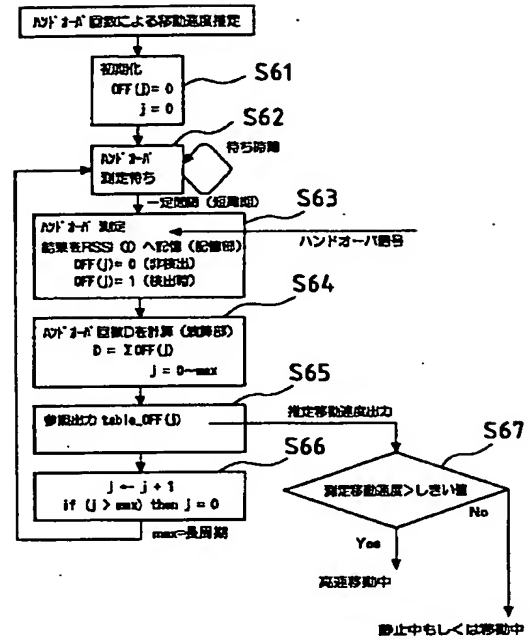 ハンドオーバ回数による移動速度推定
S61
初期化
OFF(j)= 0
j = 0
S62
ハンドオーバ
測定待ち
待ち時間
一定周期 (短周期)
S63
ハンドオーバ 測定
結果をRSSI (j) へ記憶 (記憶部)
OFF(j)= 0 (非検出)
OFF(j)= 1 (検出時)
ハンドオーバ信号
S64
ハンドオーバ回数Dを計算 (演算部)
D = ΣOFF(j)
j = 0~max
S65
参照出力 table_OFF(j)
推定移動速度出力
S66
j ← j + 1
if (j > max) then j = 0
max=長周期
S67
測定移動速度>しきい値
No
Yes
高速移動中
静止中もしくは移動中